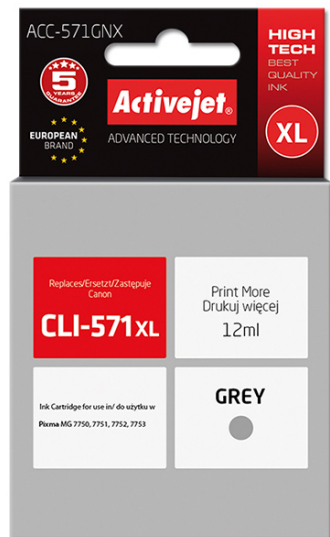 ACC-571GNX
HIGH
TECH
BEST
QUALITY
INK
5
YEARS
GUARANTEE
Activejet®
EUROPEAN
BRAND
ADVANCED TECHNOLOGY
XL
Replaces/Ersetzt/Zastępuje
Canon
CLI-571XL
Print More
Drukuj więcej
12ml
Ink Cartridge for use in/ do użytku w
Pixma MG 7750, 7751, 7752, 7753
GREY